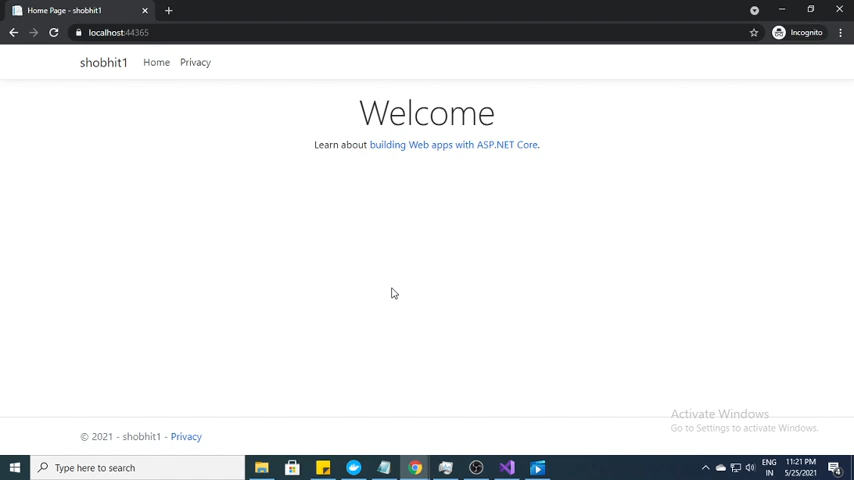 Home Page - shobhit1
localhost:44365
Incognito
shobhit1 Home Privacy
Welcome
Learn about building Web apps with ASP.NET Core.
Activate Windows
Go to Settings to activate Windows.
© 2021 - shobhit1 - Privacy
Type here to search
ENG
IN
11:21 PM
5/25/2021
4